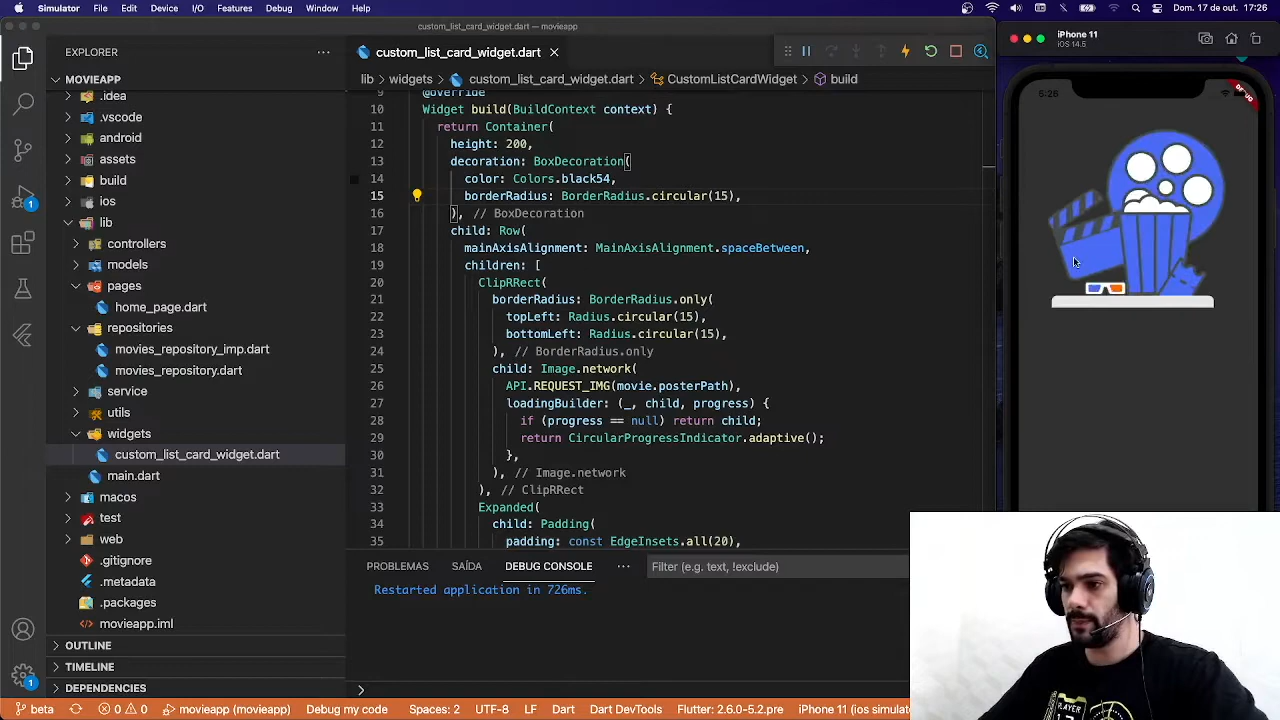 Simulator File Edit Device I/O Features Debug Window Help Dom. 17 de out. 17:26
custom_list_card_widget.dart — movieapp
EXPLORER
MOVIEAPP
.idea
.vscode
android
assets
build
ios
lib
controllers
models
pages
home_page.dart
repositories
movies_repository_imp.dart
movies_repository.dart
service
utils
widgets
custom_list_card_widget.dart
main.dart
macos
test
web
.gitignore
.metadata
.packages
movieapp.iml
OUTLINE
TIMELINE
DEPENDENCIES
1
1
custom_list_card_widget.dart
lib > widgets > custom_list_card_widget.dart > CustomListCardWidget > build
@override
10 Widget build(BuildContext context) {
11 return Container(
12 height: 200,
13 decoration: BoxDecoration(
14 color: Colors.black54,
15 borderRadius: BorderRadius.circular(15),
16 ), // BoxDecoration
17 child: Row(
18 mainAxisAlignment: MainAxisAlignment.spaceBetween,
19 children: [
20 ClipRRect(
21 borderRadius: BorderRadius.only(
22 topLeft: Radius.circular(15),
23 bottomLeft: Radius.circular(15),
24 ), // BorderRadius.only
25 child: Image.network(
26 API.REQUEST_IMG(movie.posterPath),
27 loadingBuilder: (_, child, progress) {
28 if (progress == null) return child;
29 return CircularProgressIndicator.adaptive();
30 },
31 ), // Image.network
32 ), // ClipRRect
33 Expanded(
34 child: Padding(
35 padding: const EdgeInsets.all(20),
PROBLEMAS SAÍDA DEBUG CONSOLE Filter (e.g. text, !exclude)
Restarted application in 726ms.
beta 0 0 movieapp (movieapp) Debug my code Spaces: 2 UTF-8 LF Dart Dart DevTools Flutter: 2.6.0-5.2.pre iPhone 11 (ios simulat
iPhone 11
iOS 14.5
5:26
DEBUG
PLAYER